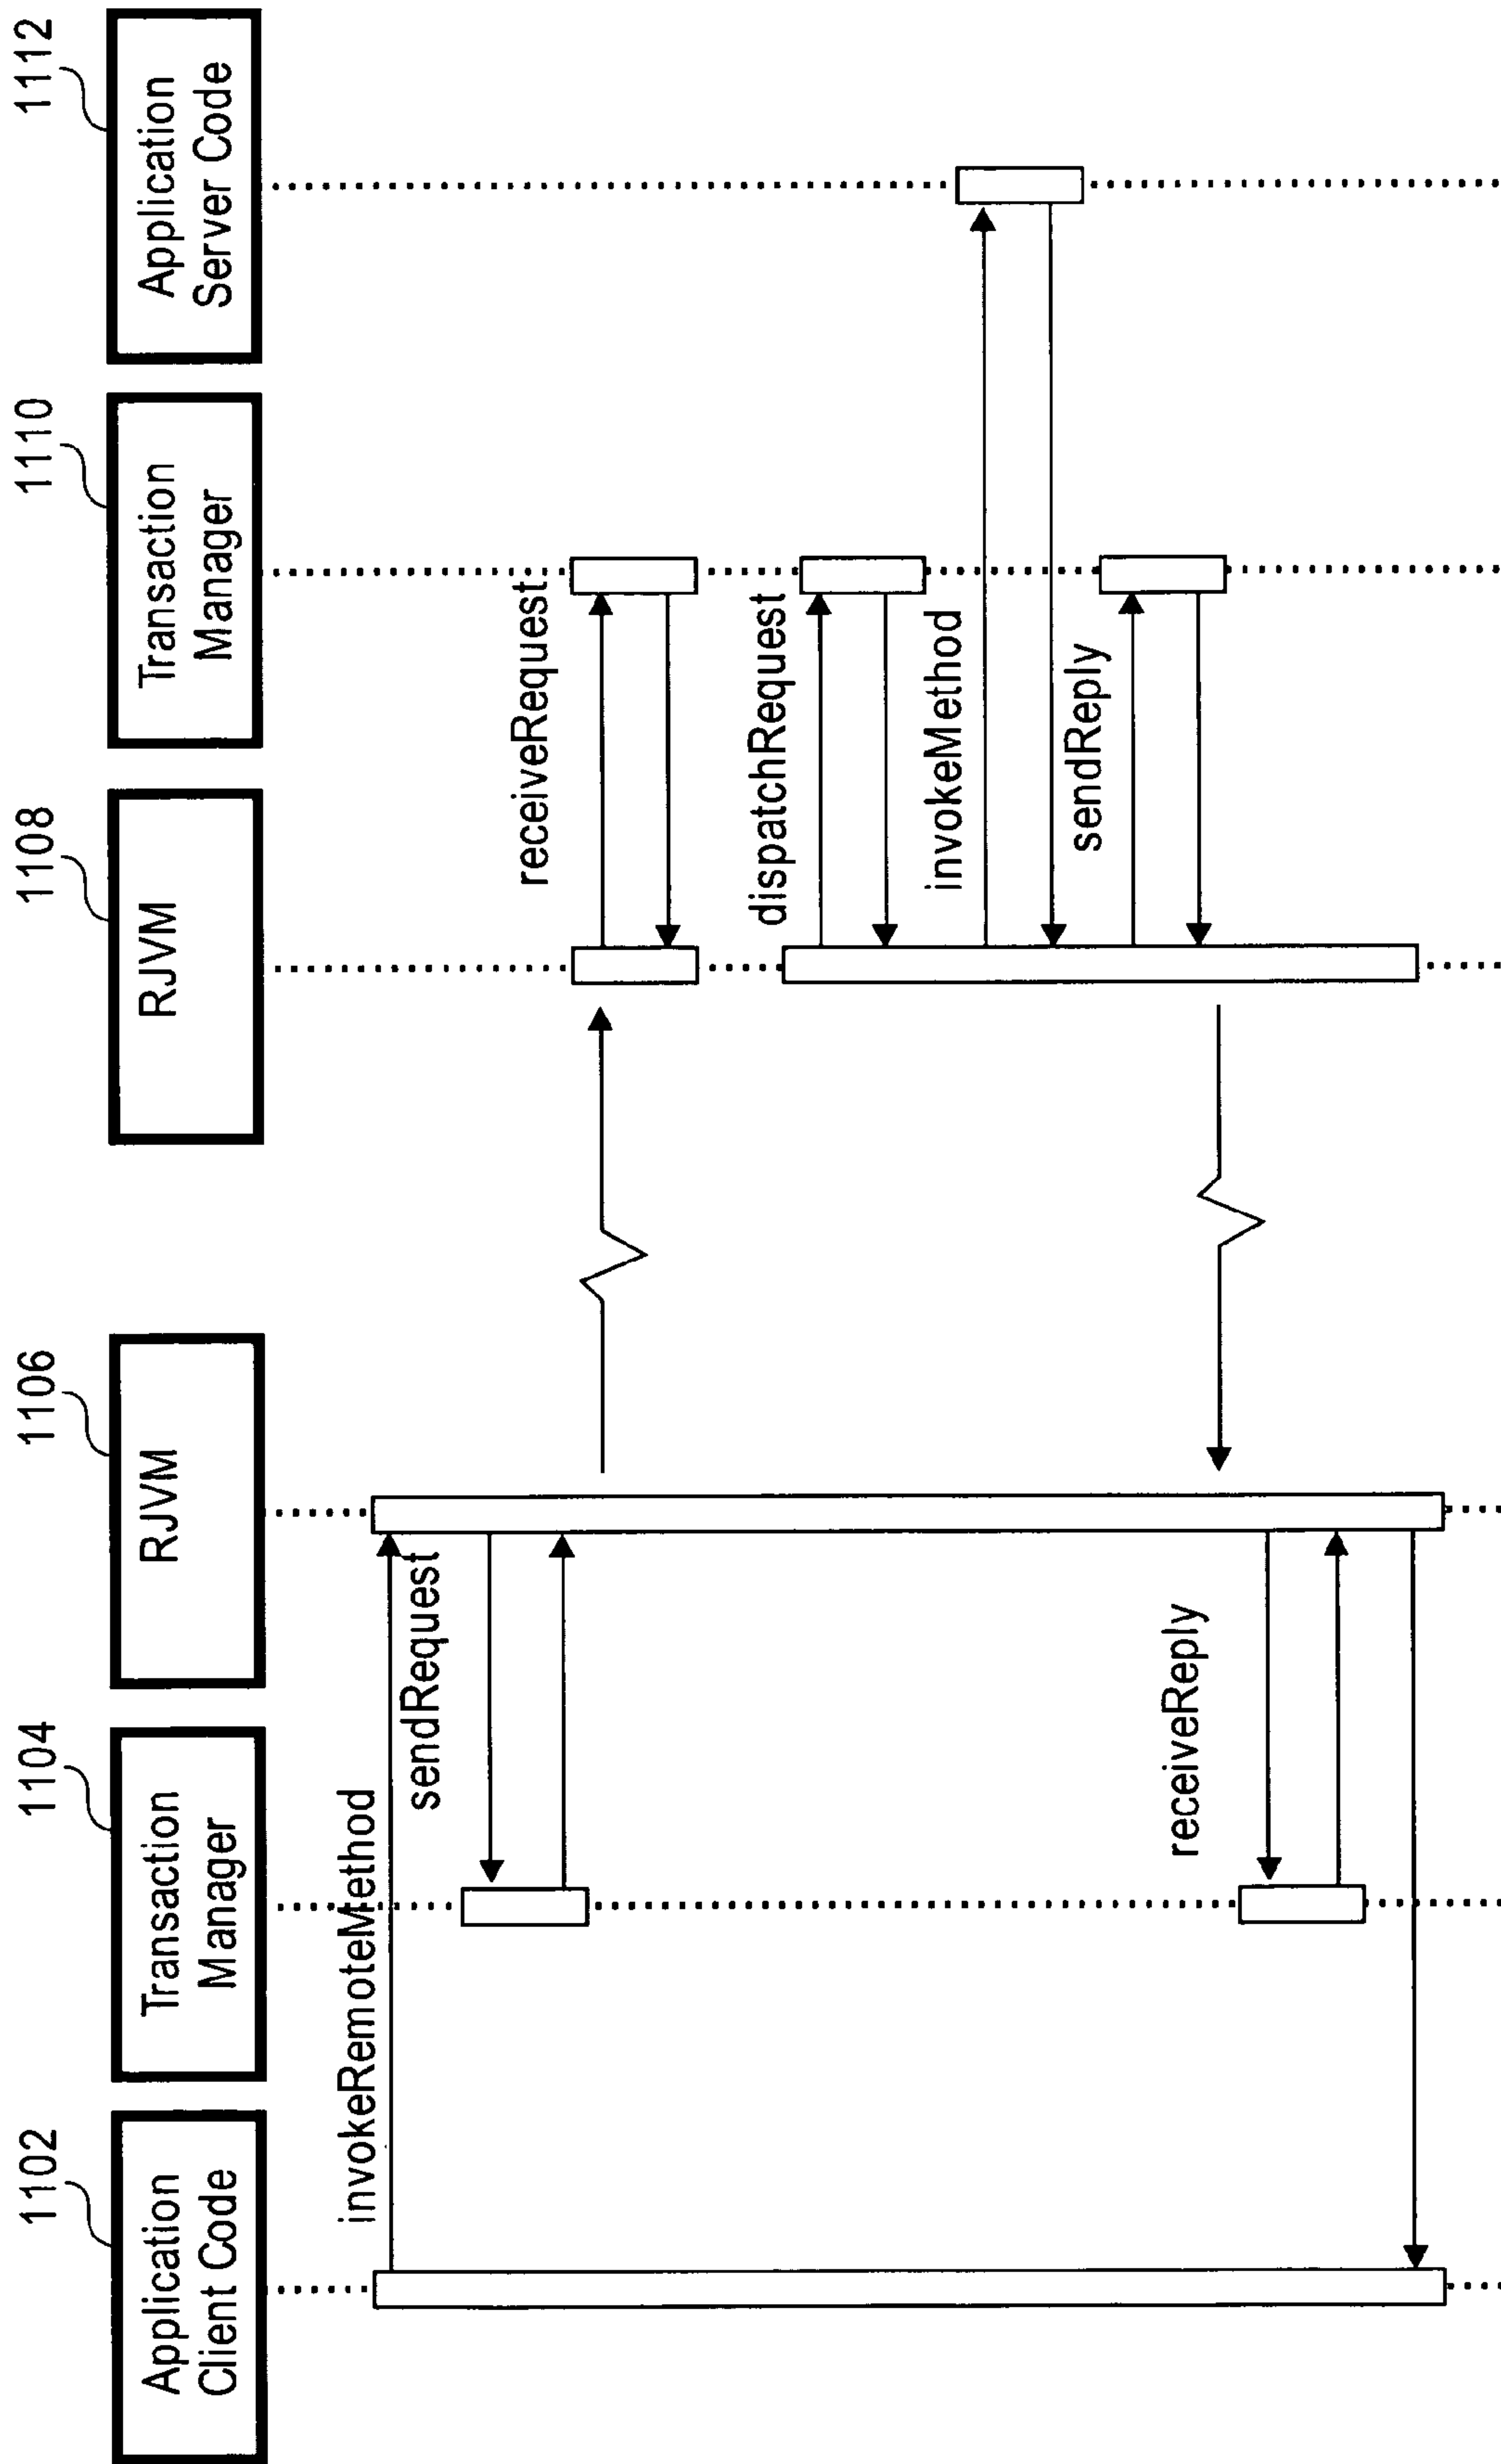 1102
1104
1106
1108
1110
1112
Application
Client Code
Transaction
Manager
RJVM
RJVM
Transaction
Manager
Application
Server Code
invokeRemoteMethod
sendRequest
receiveRequest
dispatchRequest
invokeMethod
sendReply
receiveReply